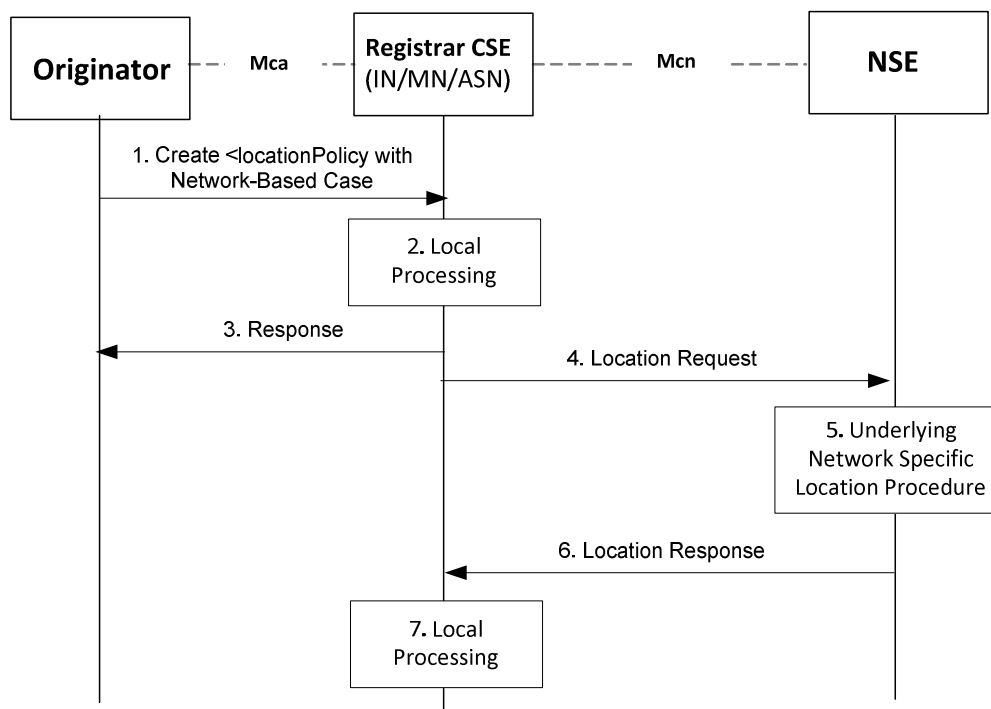 Originator
Mca
Registrar CSE
(IN/MN/ASN)
Mcn
NSE
1. Create <locationPolicy with
Network-Based Case
2. Local
Processing
3. Response
4. Location Request
5. Underlying
Network Specific
Location Procedure
6. Location Response
7. Local
Processing